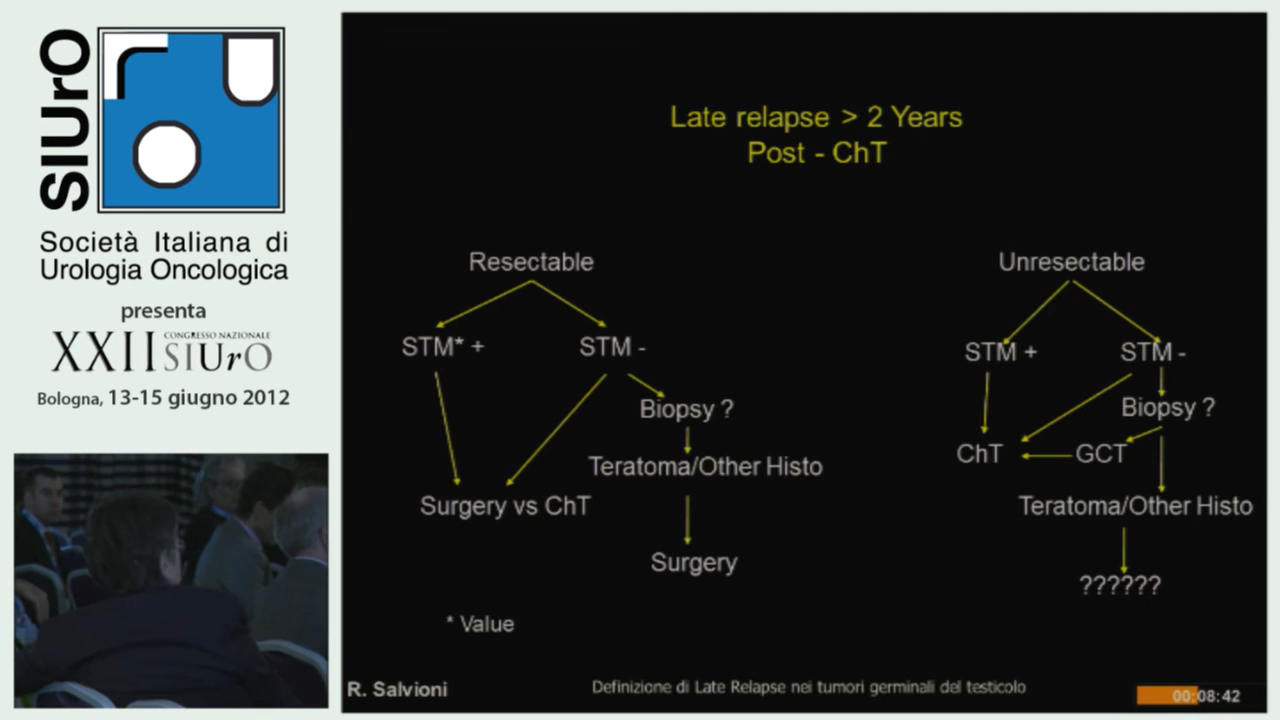 SIUrO
Società Italiana di
Urologia Oncologica
presenta
XXII CONGRESSO NAZIONALE
SIUrO
Bologna, 13-15 giugno 2012
Late relapse > 2 Years
Post - ChT
Resectable
Unresectable
STM* +
STM -
STM +
STM -
Biopsy ?
Biopsy ?
Teratoma/Other Histo
ChT
GCT
Surgery vs ChT
Teratoma/Other Histo
Surgery
??????
* Value
R. Salvioni
Definizione di Late Relapse nei tumori germinali del testicolo
00:08:42